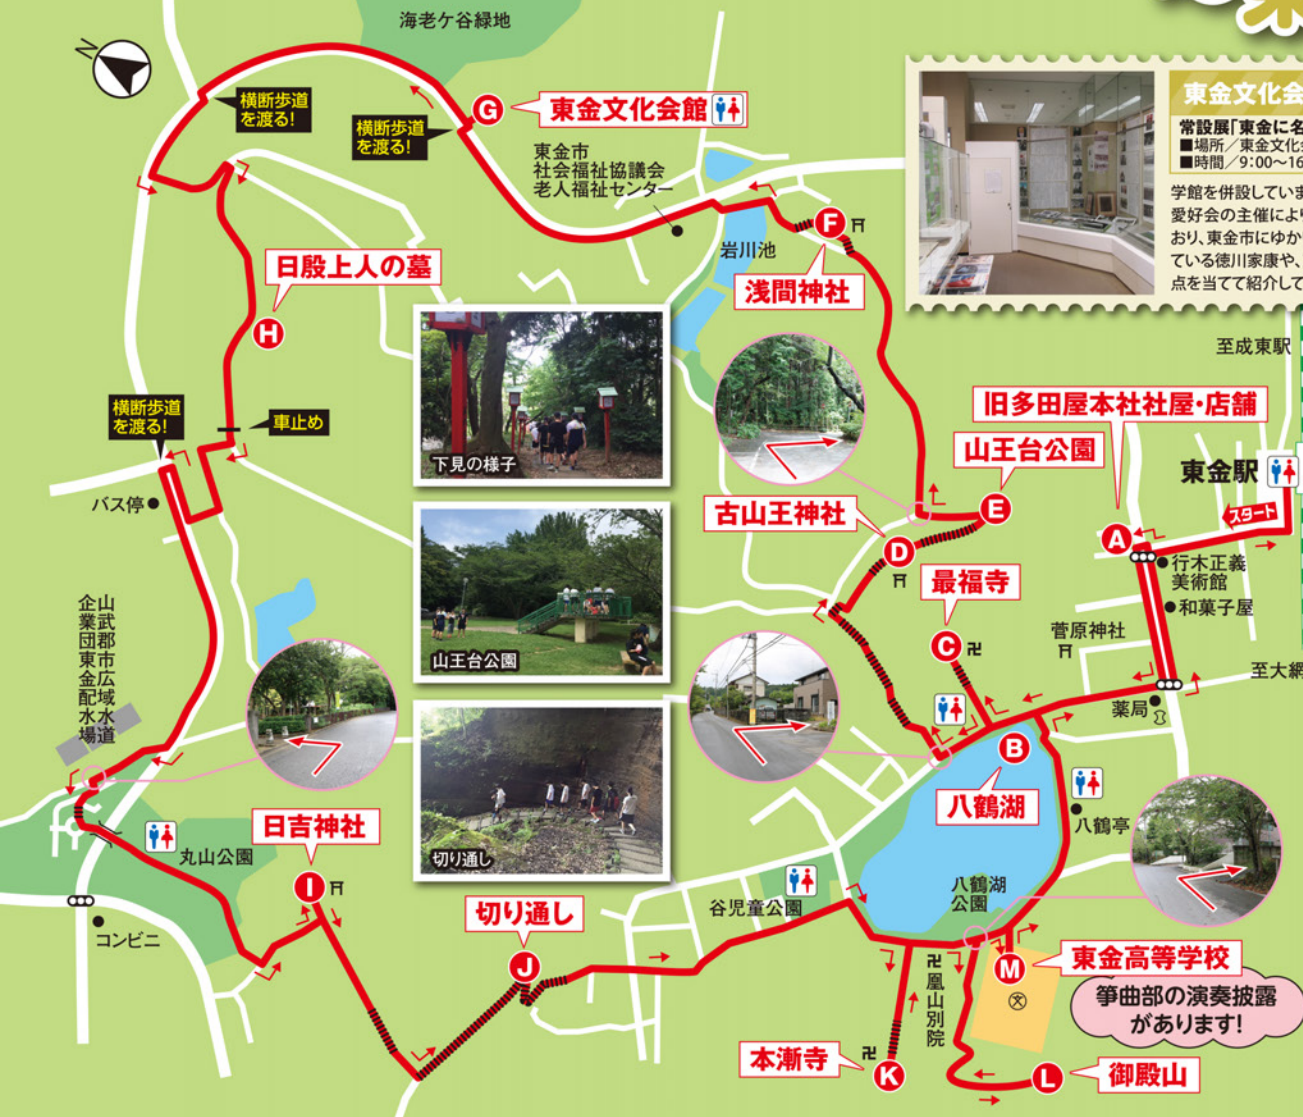 海老ケ谷緑地
N
横断歩道
を渡る!
横断歩道
を渡る!
G
東金文化会館
東金市
社会福祉協議会
老人福祉センター
東金文化会
常設展「東金に名
■場所／東金文化会
■時間／9:00〜16
学館を併設していま
愛好会の主催により
おり、東金市にゆか
ている徳川家康や、
点を当てて紹介して
F
岩川池
浅間神社
日殷上人の墓
H
至成東駅
横断歩道
を渡る!
車止め
バス停
下見の様子
旧多田屋本社社屋・店舗
山王台公園
東金駅
スタート
古山王神社
E
D
A
行木正義
美術館
和菓子屋
最福寺
C
卍
菅原神社
至大網
薬局
山王台公園
山武郡市広域水道
企業団東金配水場
B
八鶴湖
八鶴亭
切り通し
日吉神社
丸山公園
I
コンビニ
切り通し
J
谷児童公園
八鶴湖
公園
M
東金高等学校
箏曲部の演奏披露
があります!
文
卍
鳳凰山別院
本漸寺
卍
K
L
御殿山